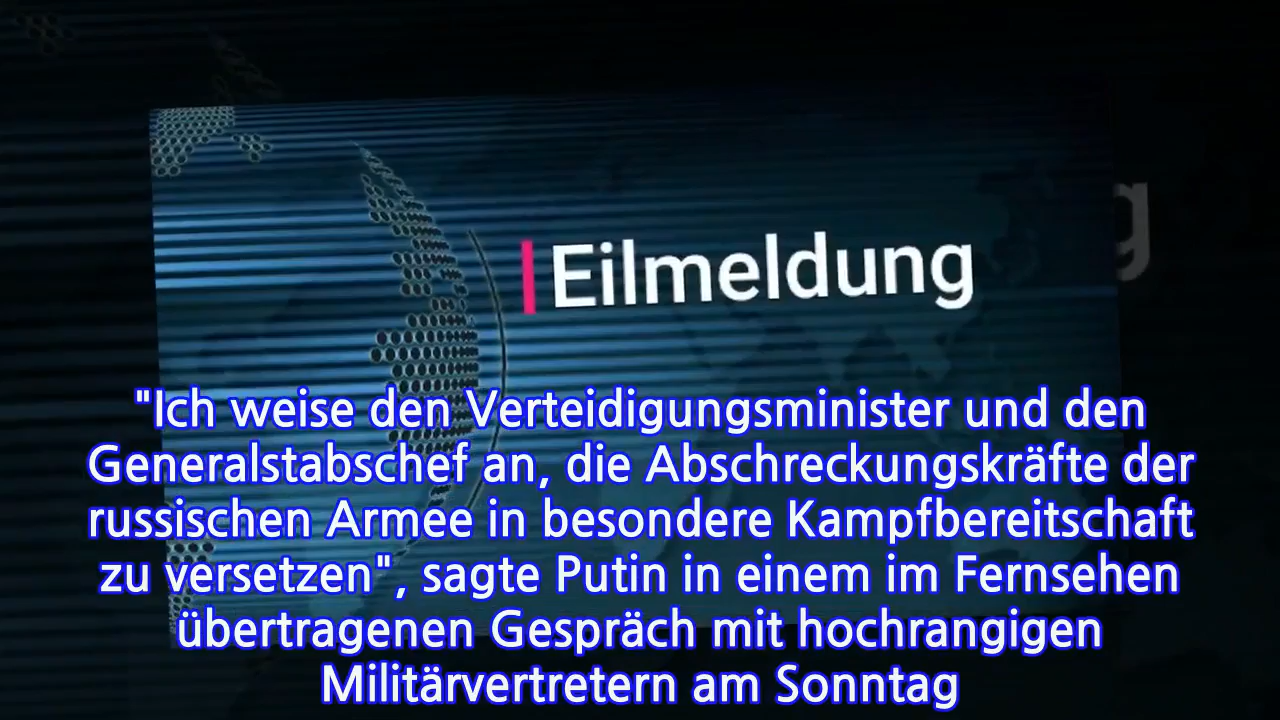 Eilmeldung
g
"Ich weise den Verteidigungsminister und den
Generalstabschef an, die Abschreckungskräfte der
russischen Armee in besondere Kampfbereitschaft
zu versetzen", sagte Putin in einem im Fernsehen
übertragenen Gespräch mit hochrangigen
Militärvertretern am Sonntag